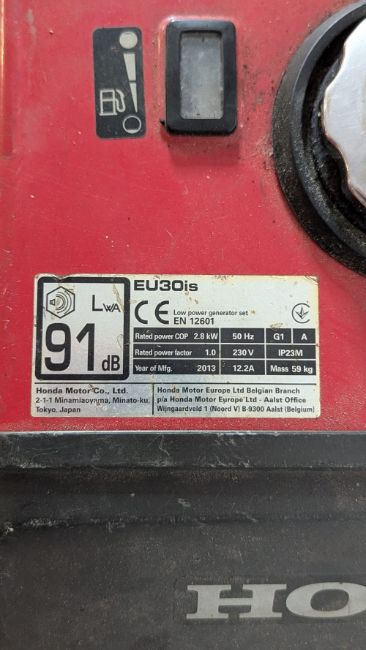 EU30is
LWA
91 dB
CE
Low power generator set
EN 12601
Rated power COP 2.8 kW 50 Hz G1 A
Rated power factor 1.0 230 V IP23M
Year of Mfg. 2013 12.2A Mass 59 kg
Honda Motor Co., Ltd.
2-1-1 Minamiaoyama, Minato-ku,
Tokyo, Japan
Honda Motor Europe Ltd Belgian Branch
p/a Honda Motor Europe Ltd - Aalst Office
Wijngaardveld 1 (Noord V) B-9300 Aalst (Belgium)
HO